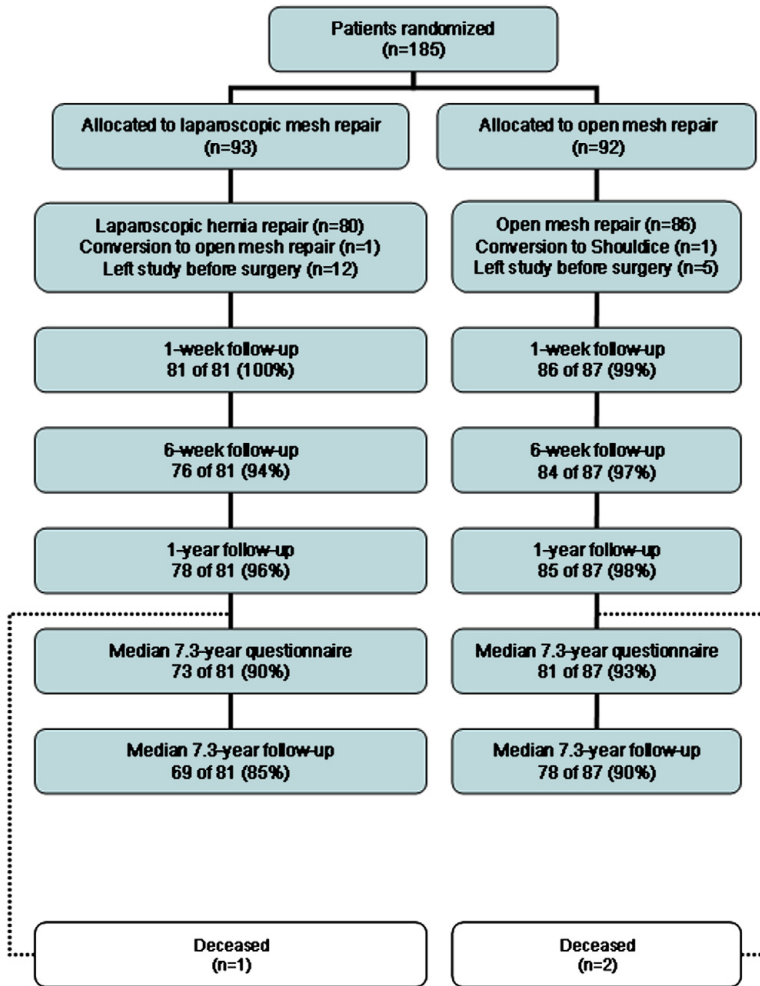 Patients randomized
(n=185)
Allocated to laparoscopic mesh repair
(n=93)
Allocated to open mesh repair
(n=92)
Laparoscopic hernia repair (n=80)
Conversion to open mesh repair (n=1)
Left study before surgery (n=12)
Open mesh repair (n=86)
Conversion to Shouldice (n=1)
Left study before surgery (n=5)
1-week follow-up
81 of 81 (100%)
1-week follow-up
86 of 87 (99%)
6-week follow-up
76 of 81 (94%)
6-week follow-up
84 of 87 (97%)
1-year follow-up
78 of 81 (96%)
1-year follow-up
85 of 87 (98%)
Median 7.3-year questionnaire
73 of 81 (90%)
Median 7.3-year questionnaire
81 of 87 (93%)
Median 7.3-year follow-up
69 of 81 (85%)
Median 7.3-year follow-up
78 of 87 (90%)
Deceased
(n=1)
Deceased
(n=2)